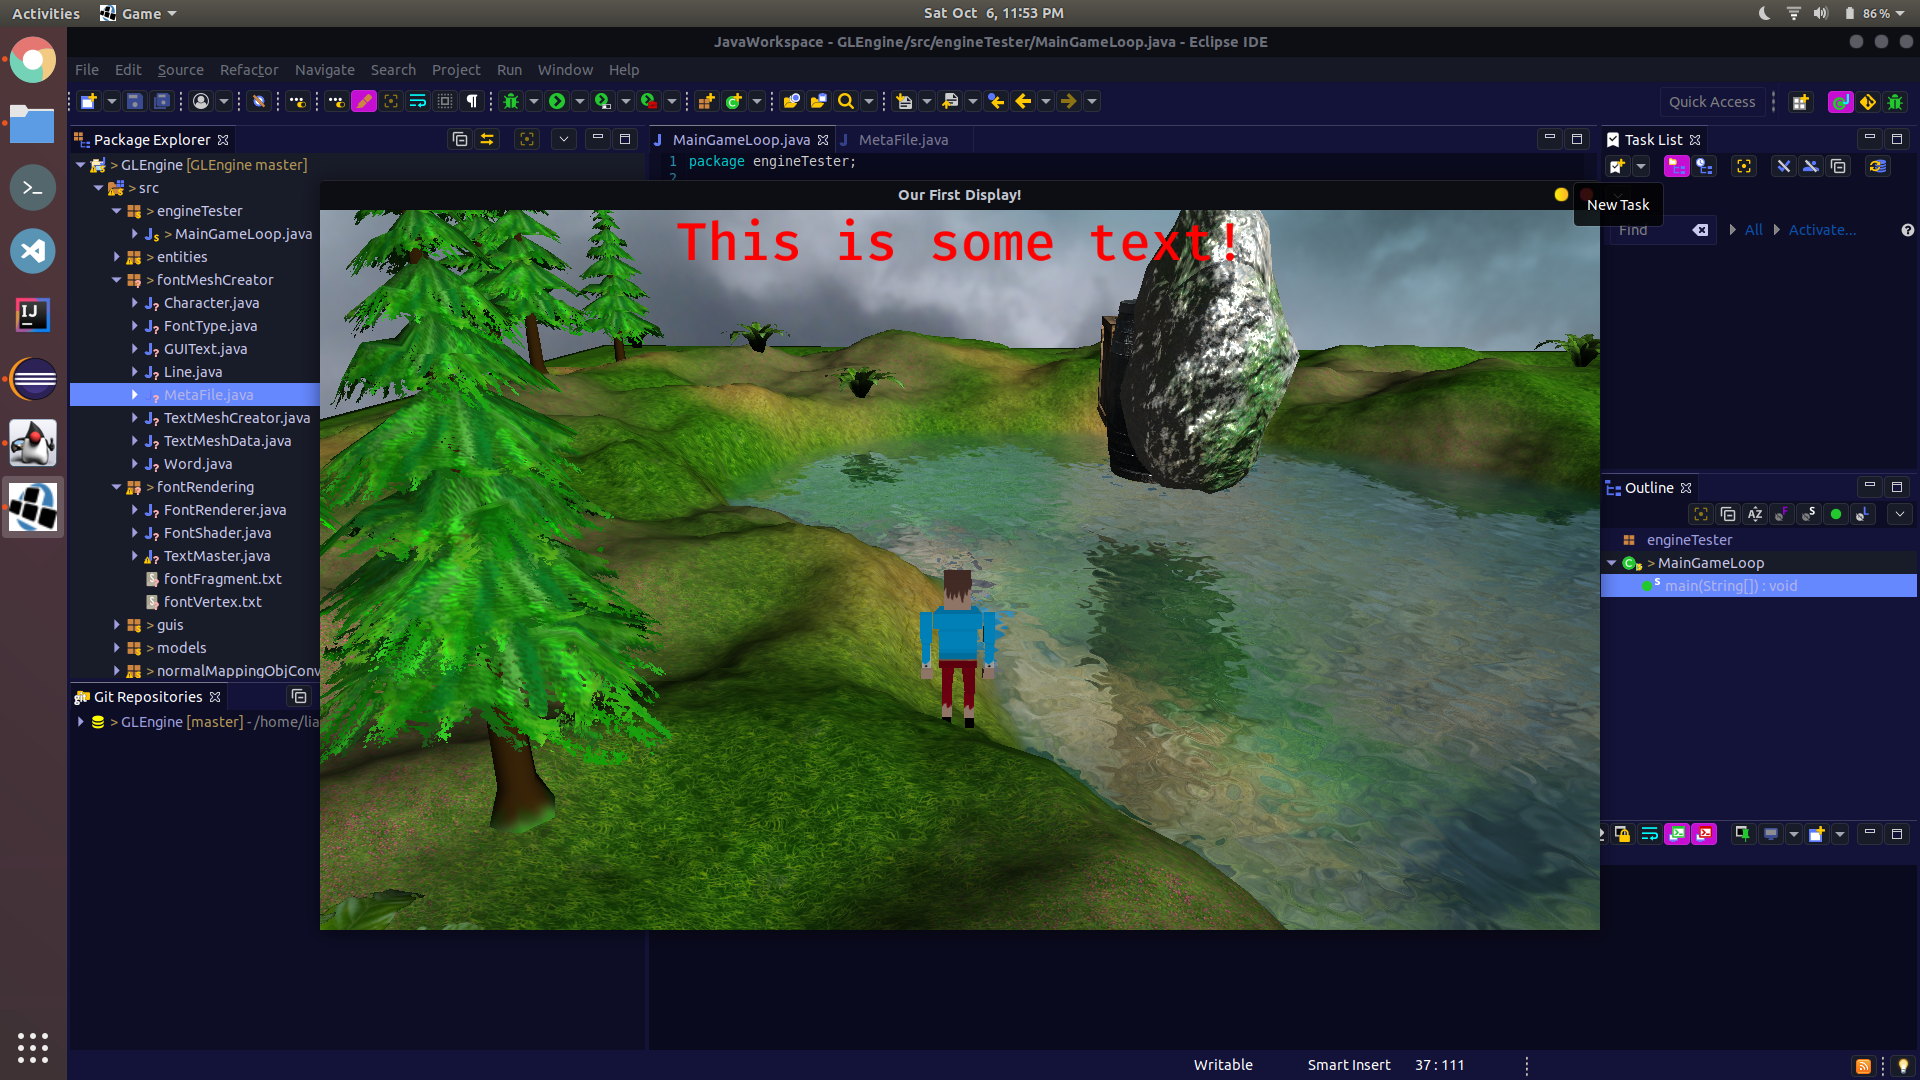 Activities
Game
Sat Oct 6, 11:53 PM
86%
JavaWorkspace - GLEngine/src/engineTester/MainGameLoop.java - Eclipse IDE
File Edit Source Refactor Navigate Search Project Run Window Help
Quick Access
Package Explorer
> GLEngine [GLEngine master]
> src
> engineTester
> MainGameLoop.java
> entities
> fontMeshCreator
Character.java
FontType.java
GUIText.java
Line.java
MetaFile.java
TextMeshCreator.java
TextMeshData.java
Word.java
> fontRendering
FontRenderer.java
FontShader.java
TextMaster.java
fontFragment.txt
fontVertex.txt
> guis
> models
> normalMappingObjConv
Git Repositories
> GLEngine [master] - /home/lia
MainGameLoop.java
MetaFile.java
1 package engineTester;
2
Our First Display!
This is some text!
Task List
New Task
Find
All
Activate...
Outline
engineTester
> MainGameLoop
main(String[]) : void
Writable
Smart Insert
37 : 111